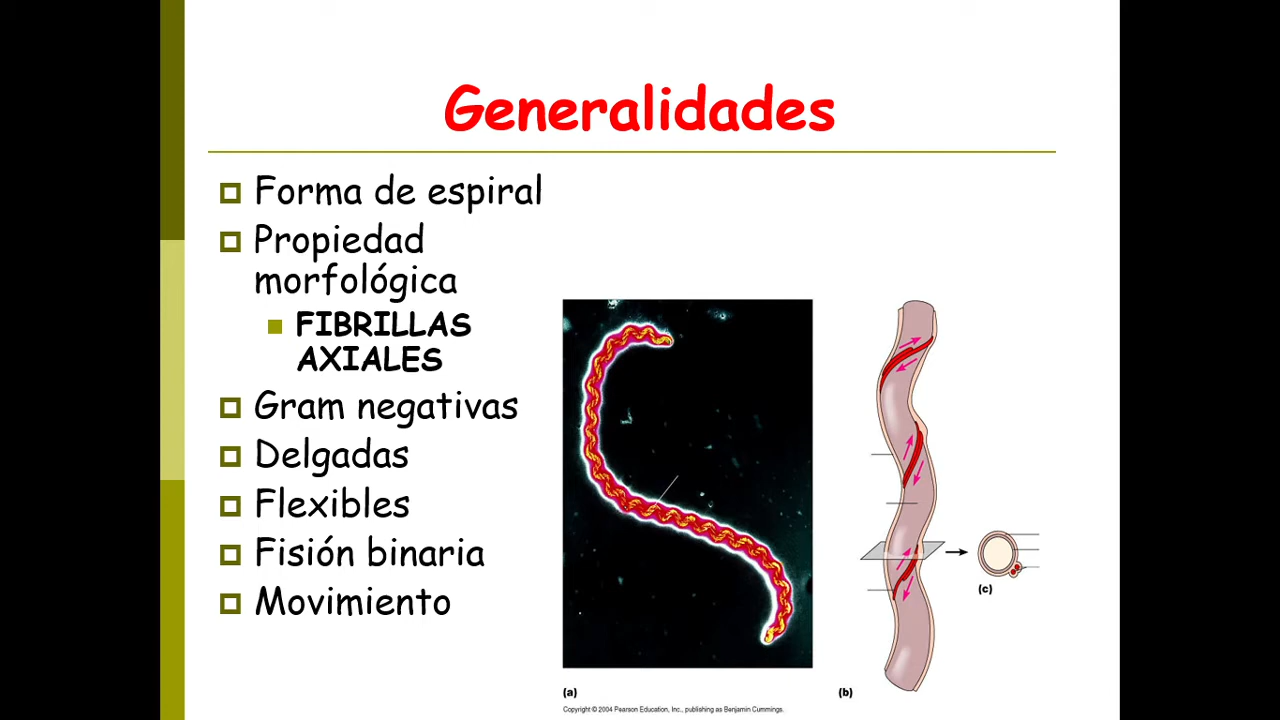 Generalidades
Forma de espiral
Propiedad
morfológica
FIBRILLAS
AXIALES
Gram negativas
Delgadas
Flexibles
Fisión binaria
Movimiento
(a)
(b)
(c)
Copyright © 2004 Pearson Education, Inc., publishing as Benjamin Cummings.